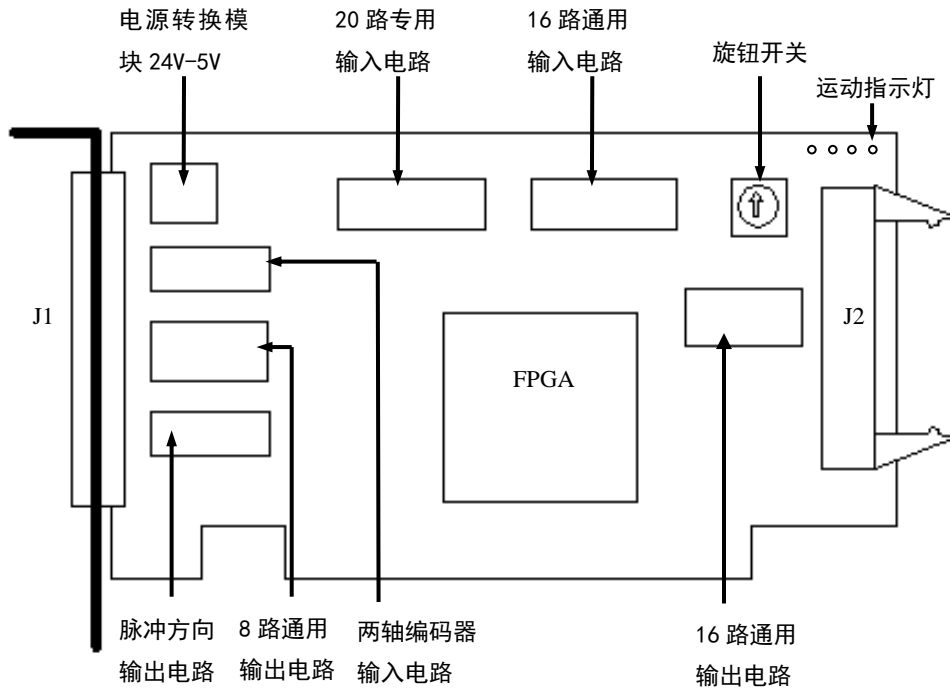 电源转换模
块 24V-5V
20 路专用
输入电路
16 路通用
输入电路
旋钮开关
运动指示灯
J1
J2
FPGA
脉冲方向
输出电路
8 路通用
输出电路
两轴编码器
输入电路
16 路通用
输出电路